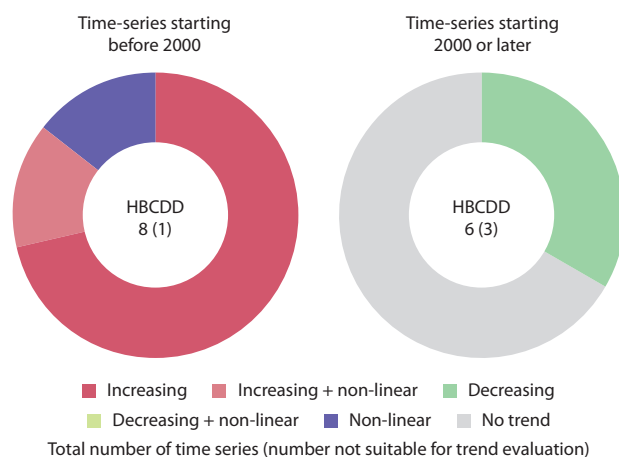 Time-series starting
before 2000
Time-series starting
2000 or later
HBCDD
8 (1)
HBCDD
6 (3)
Increasing
Increasing + non-linear
Decreasing
Decreasing + non-linear
Non-linear
No trend
Total number of time series (number not suitable for trend evaluation)